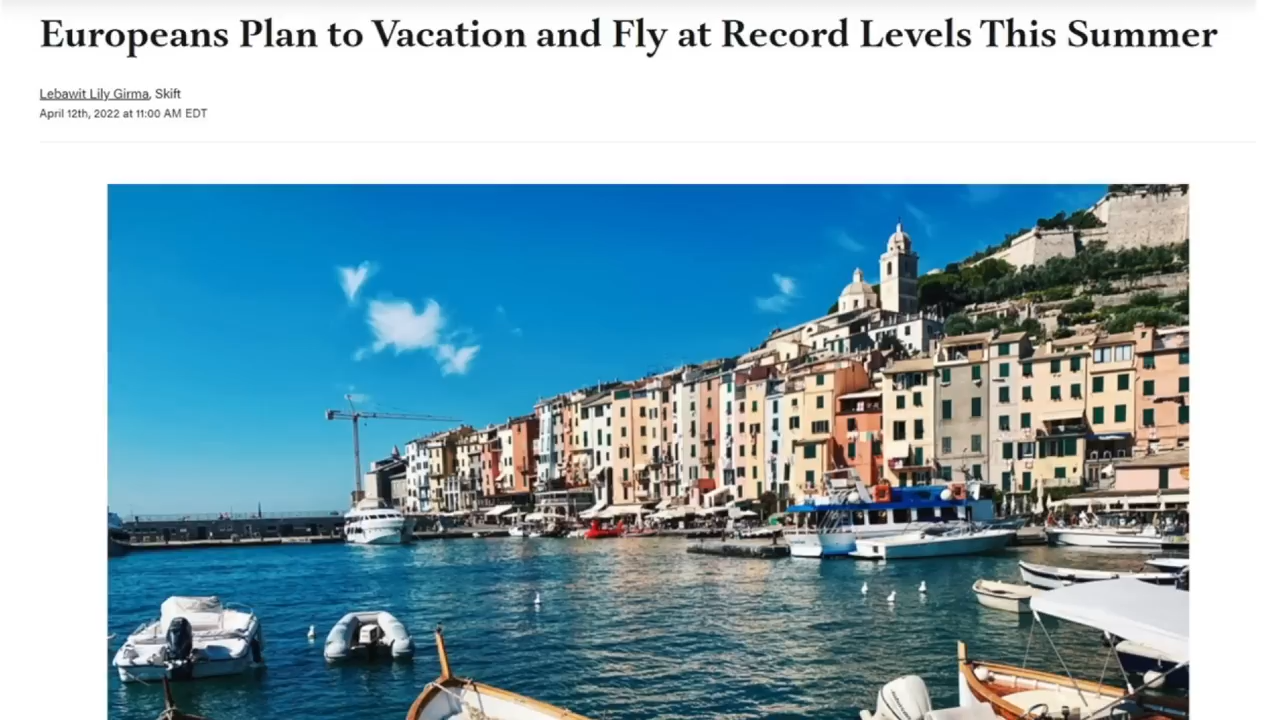 Europeans Plan to Vacation and Fly at Record Levels This Summer
Lebawit Lily Girma, Skift
April 12th, 2022 at 11:00 AM EDT